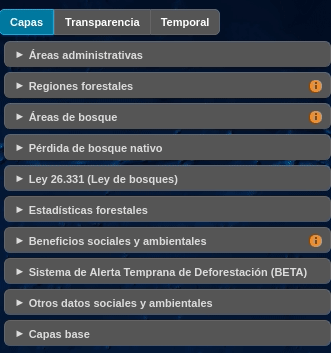 Capas Transparencia Temporal
Áreas administrativas
Regiones forestales
Áreas de bosque
Pérdida de bosque nativo
Ley 26.331 (Ley de bosques)
Estadísticas forestales
Beneficios sociales y ambientales
Sistema de Alerta Temprana de Deforestación (BETA)
Otros datos sociales y ambientales
Capas base